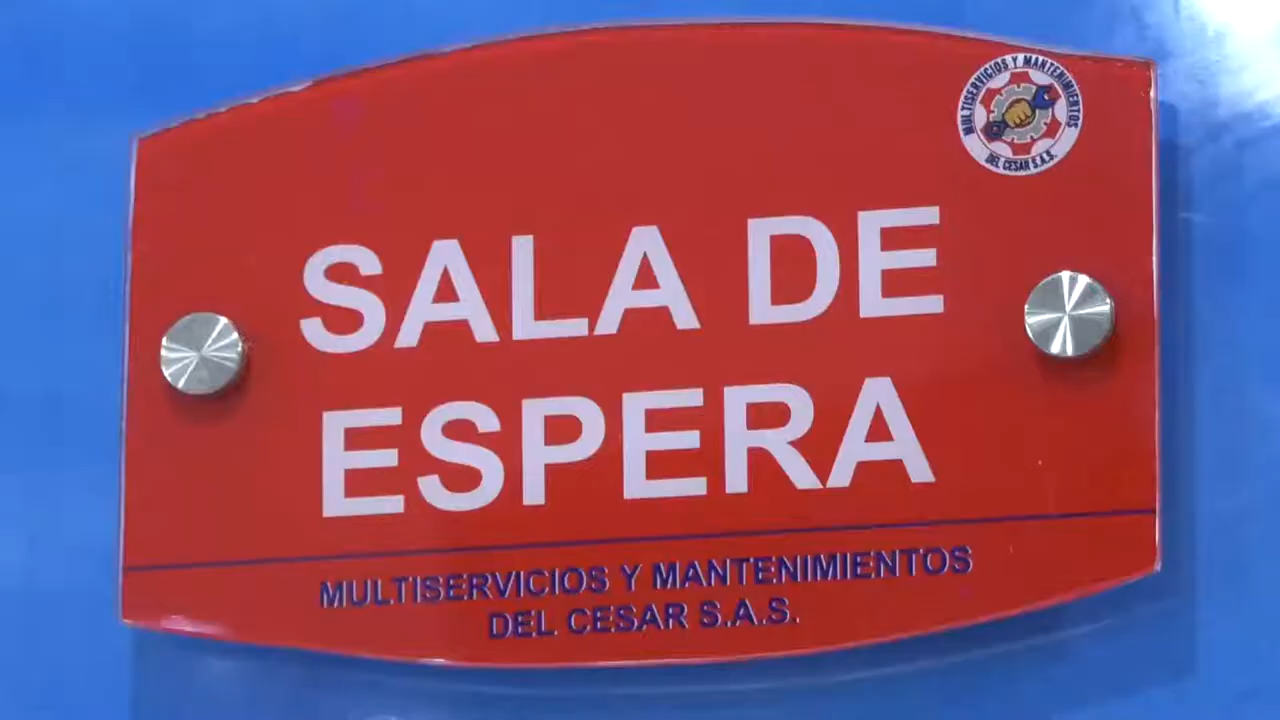 MULTISERVICIOS Y MANTENIMIENTOS
DEL CESAR S.A.S.
SALA DE
ESPERA
MULTISERVICIOS Y MANTENIMIENTOS
DEL CESAR S.A.S.